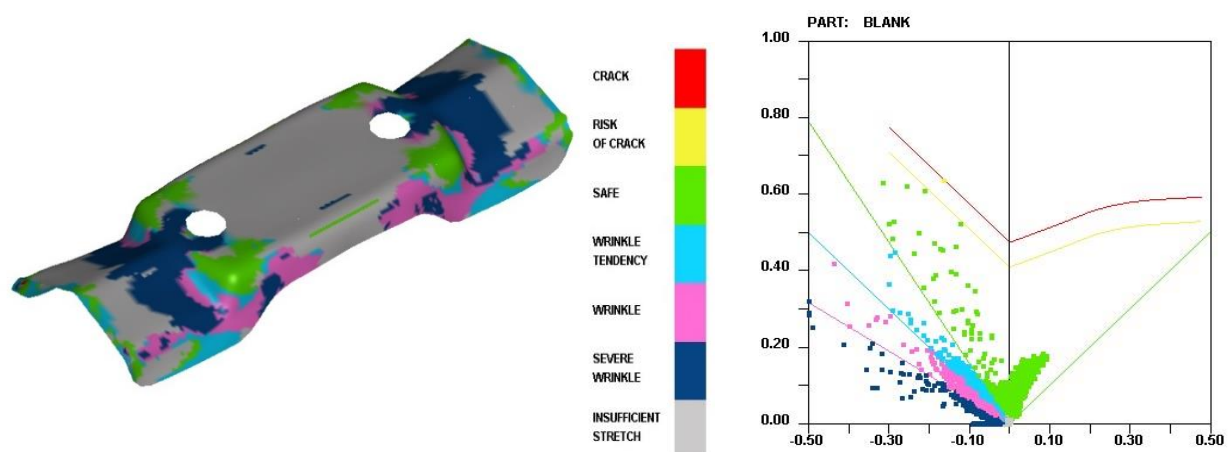 CRACK
RISK
OF CRACK
SAFE
WRINKLE
TENDENCY
WRINKLE
SEVERE
WRINKLE
INSUFFICIENT
STRETCH
PART: BLANK
1.00
0.80
0.60
0.40
0.20
0.00
-0.50
-0.30
-0.10
0.10
0.30
0.50